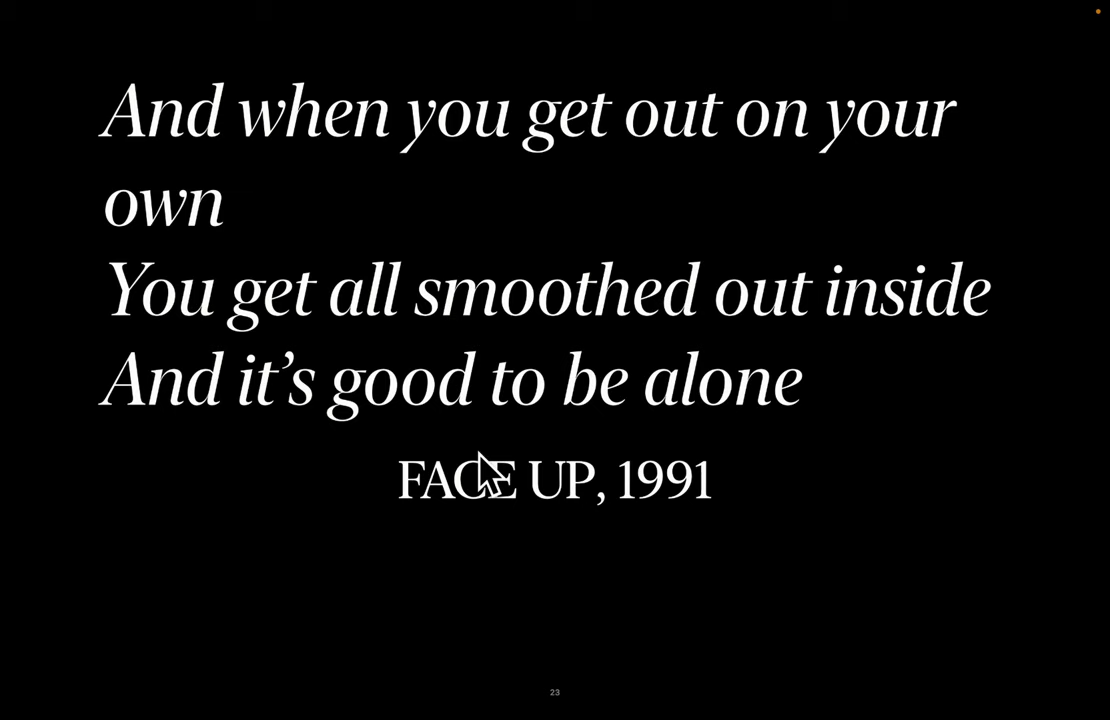 And when you get out on your
own
You get all smoothed out inside
And it’s good to be alone
FACE UP, 1991
23